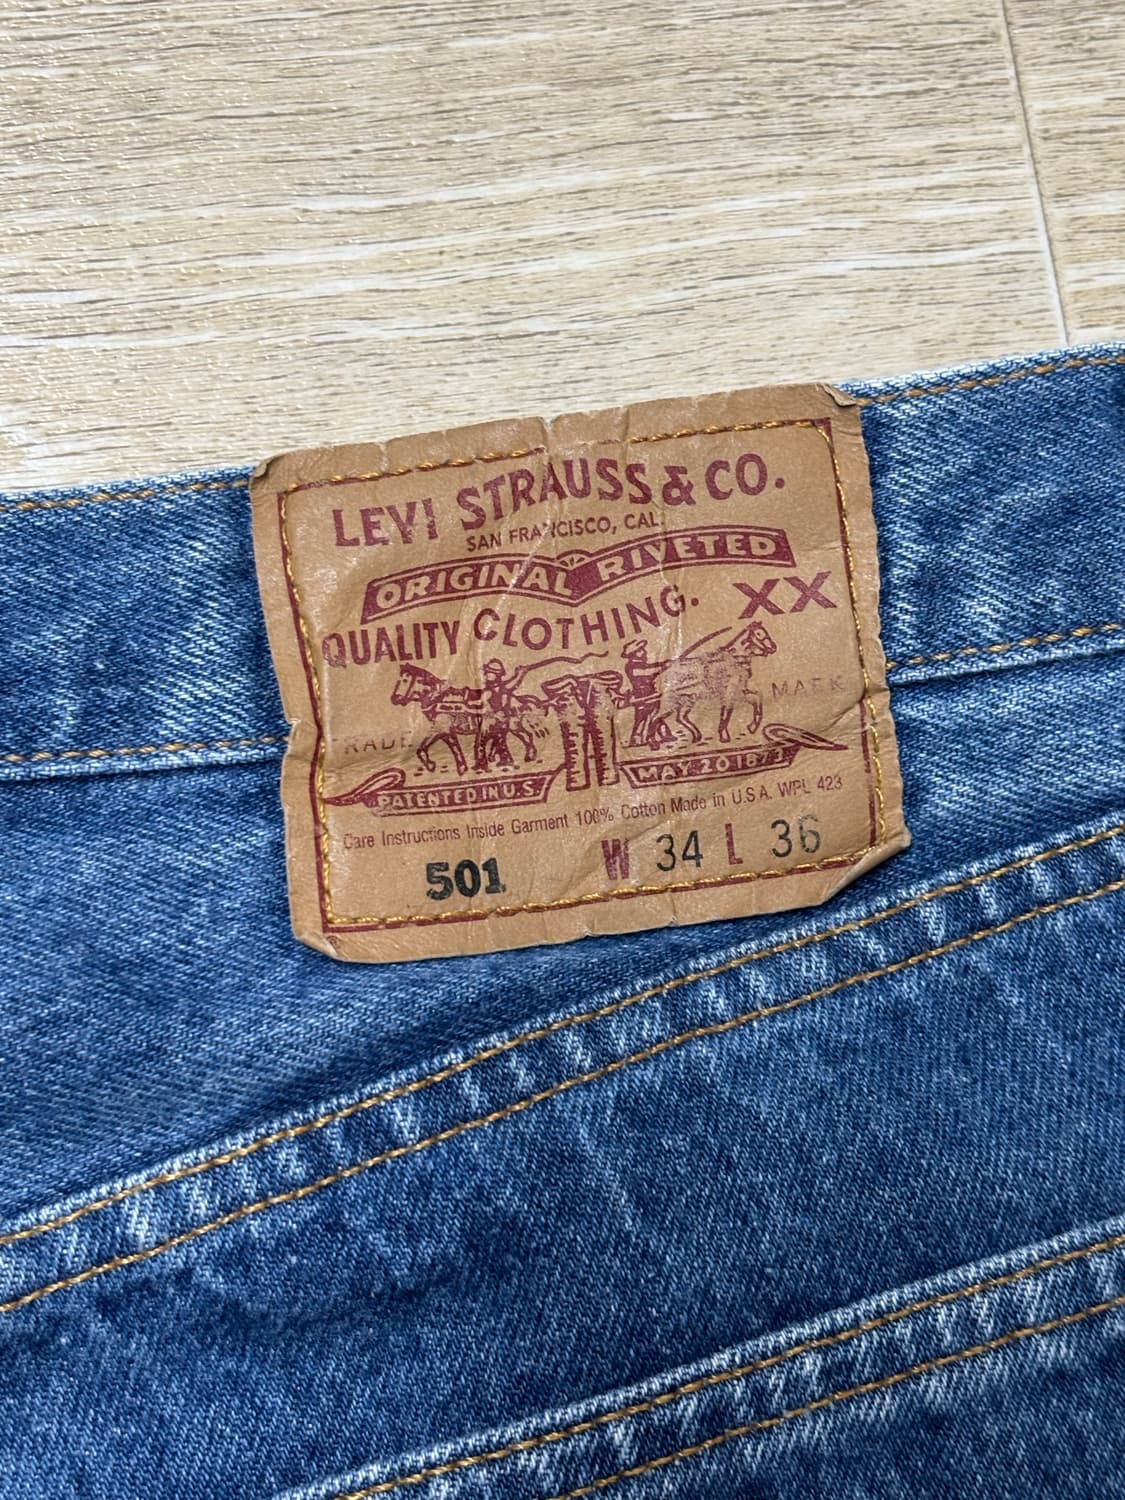 LEVI STRAUSS & CO.
SAN FRANCISCO, CAL.
ORIGINAL RIVETED
QUALITY CLOTHING. XX
TRADE MARK
PATENTED IN U.S. MAY 20 1873
Care Instructions Inside Garment 100% Cotton Made in U.S.A. WPL 423
501 W 34 L 36